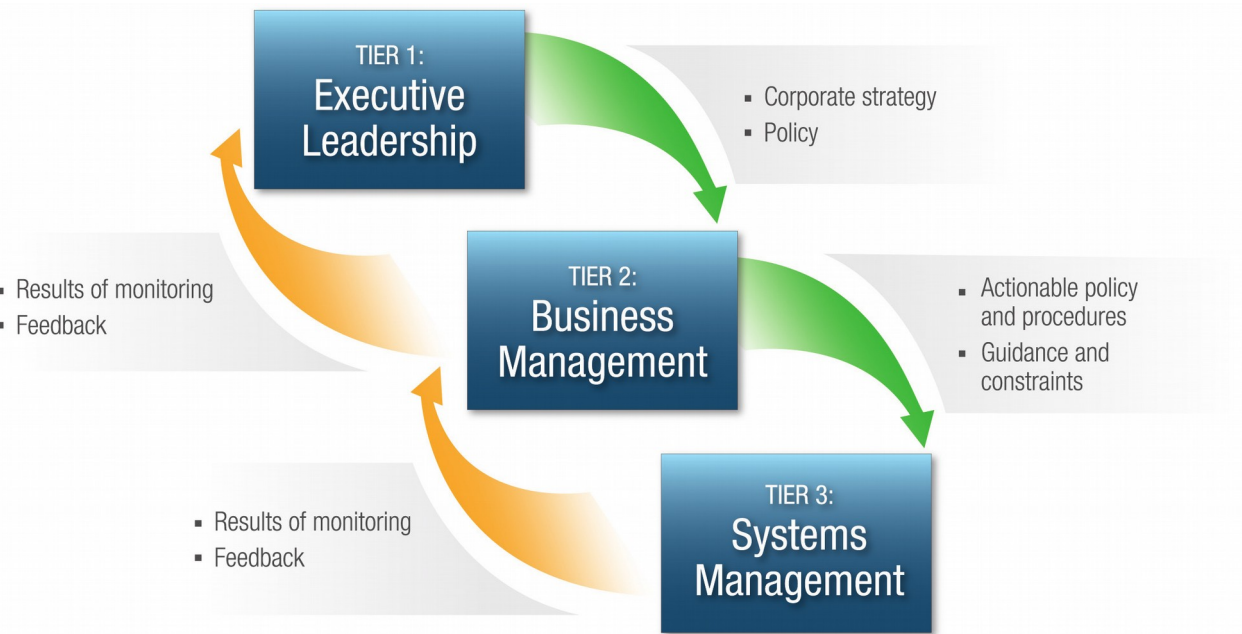 TIER 1:
Executive
Leadership
▪ Corporate strategy
▪ Policy
▪ Results of monitoring
▪ Feedback
TIER 2:
Business
Management
▪ Actionable policy
and procedures
▪ Guidance and
constraints
▪ Results of monitoring
▪ Feedback
TIER 3:
Systems
Management